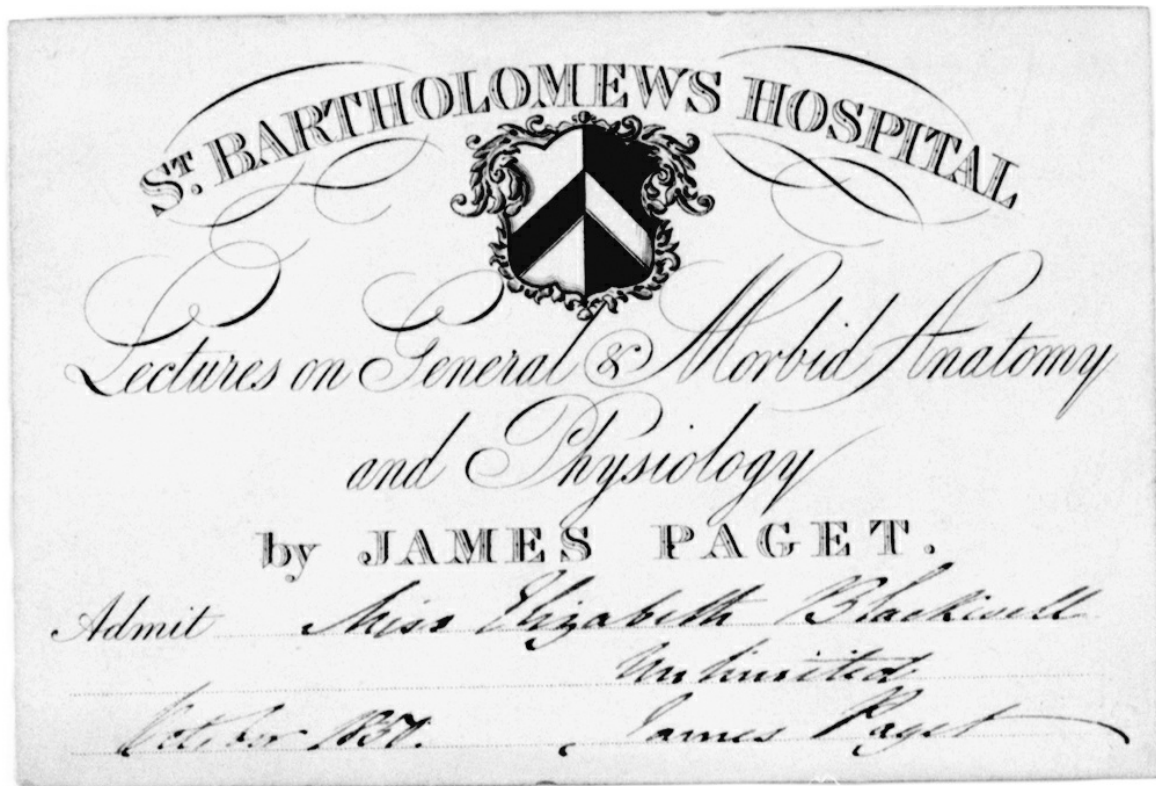 ST. BARTHOLOMEWS HOSPITAL
Lectures on General & Morbid Anatomy
and Physiology
by JAMES PAGET.
Admit Miss Elizabeth Blackwell
Unlimited
October 1850. James Paget